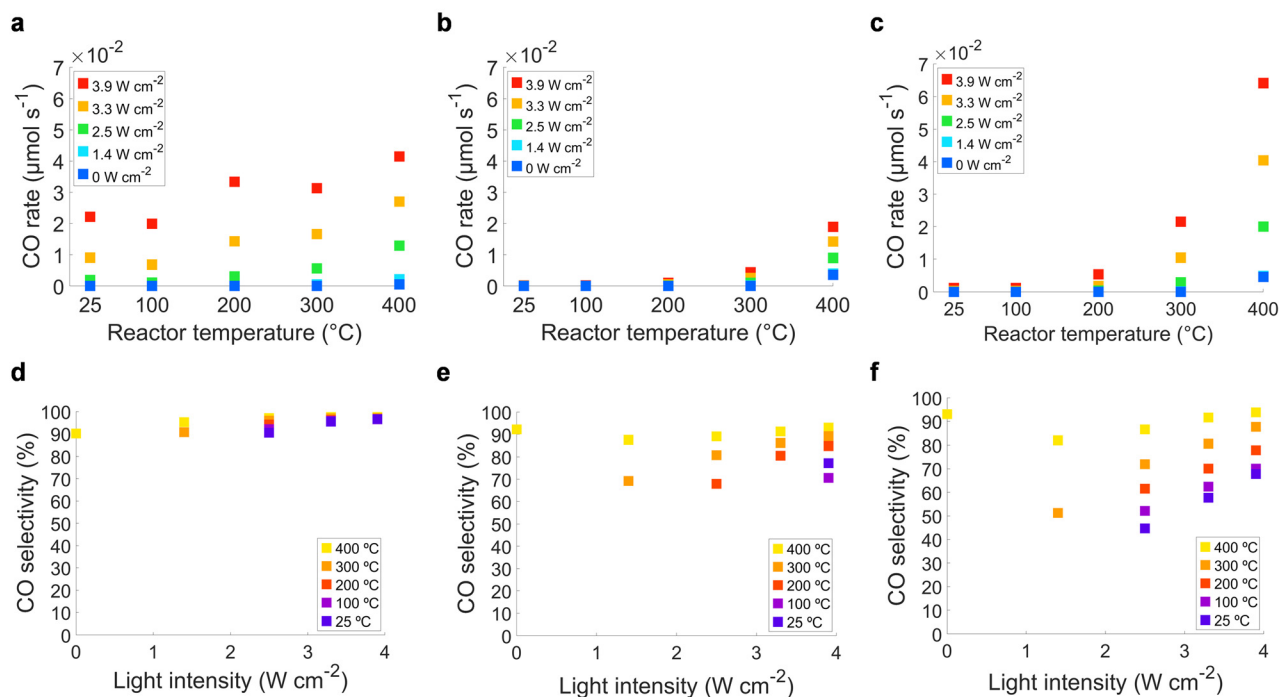 a
×10⁻²
7
6
5
4
3
2
1
0
CO rate (μmol s⁻¹)
3.9 W cm⁻²
3.3 W cm⁻²
2.5 W cm⁻²
1.4 W cm⁻²
0 W cm⁻²
25 100 200 300 400
Reactor temperature (°C)
b
×10⁻²
7
6
5
4
3
2
1
0
CO rate (μmol s⁻¹)
3.9 W cm⁻²
3.3 W cm⁻²
2.5 W cm⁻²
1.4 W cm⁻²
0 W cm⁻²
25 100 200 300 400
Reactor temperature (°C)
c
×10⁻²
7
6
5
4
3
2
1
0
CO rate (μmol s⁻¹)
3.9 W cm⁻²
3.3 W cm⁻²
2.5 W cm⁻²
1.4 W cm⁻²
0 W cm⁻²
25 100 200 300 400
Reactor temperature (°C)
d
100
90
80
70
60
50
40
30
20
10
0
CO selectivity (%)
400 ºC
300 ºC
200 ºC
100 ºC
25 ºC
0 1 2 3 4
Light intensity (W cm⁻²)
e
100
90
80
70
60
50
40
30
20
10
0
CO selectivity (%)
400 ºC
300 ºC
200 ºC
100 ºC
25 ºC
0 1 2 3 4
Light intensity (W cm⁻²)
f
100
90
80
70
60
50
40
30
20
10
0
CO selectivity (%)
400 ºC
300 ºC
200 ºC
100 ºC
25 ºC
0 1 2 3 4
Light intensity (W cm⁻²)